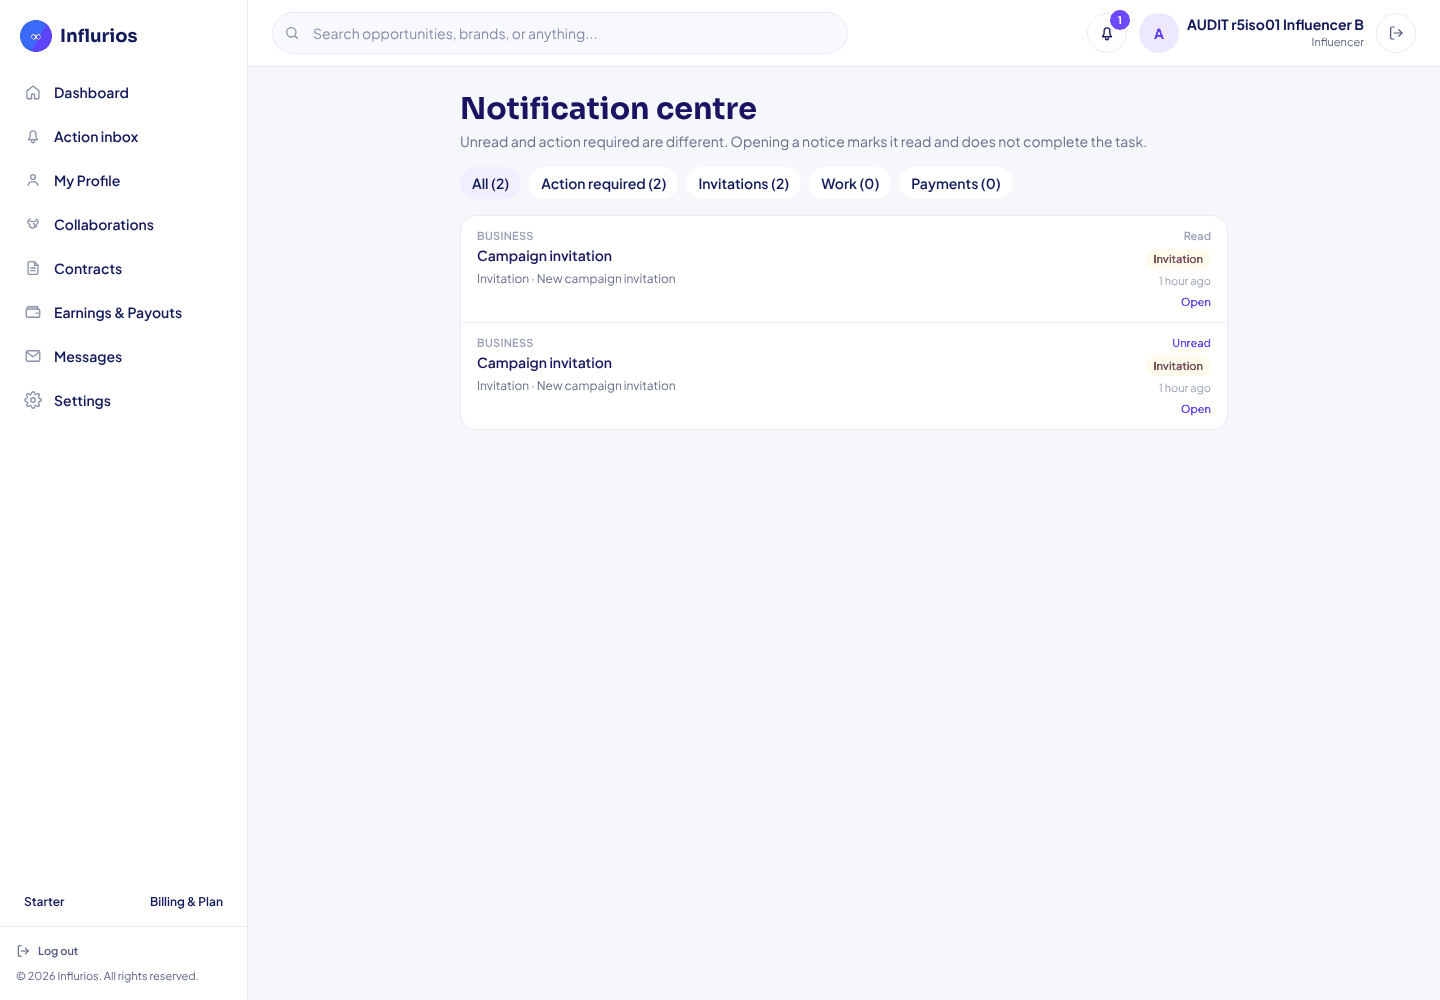 ∞ Influrios
Dashboard
Action inbox
My Profile
Collaborations
Contracts
Earnings & Payouts
Messages
Settings
Starter
Billing & Plan
Log out
© 2026 Influrios. All rights reserved.
Search opportunities, brands, or anything...
1
A
AUDIT r5iso01 Influencer B
Influencer
Notification centre
Unread and action required are different. Opening a notice marks it read and does not complete the task.
All (2)
Action required (2)
Invitations (2)
Work (0)
Payments (0)
BUSINESS
Campaign invitation
Invitation · New campaign invitation
Read
Invitation
1 hour ago
Open
BUSINESS
Campaign invitation
Invitation · New campaign invitation
Unread
Invitation
1 hour ago
Open